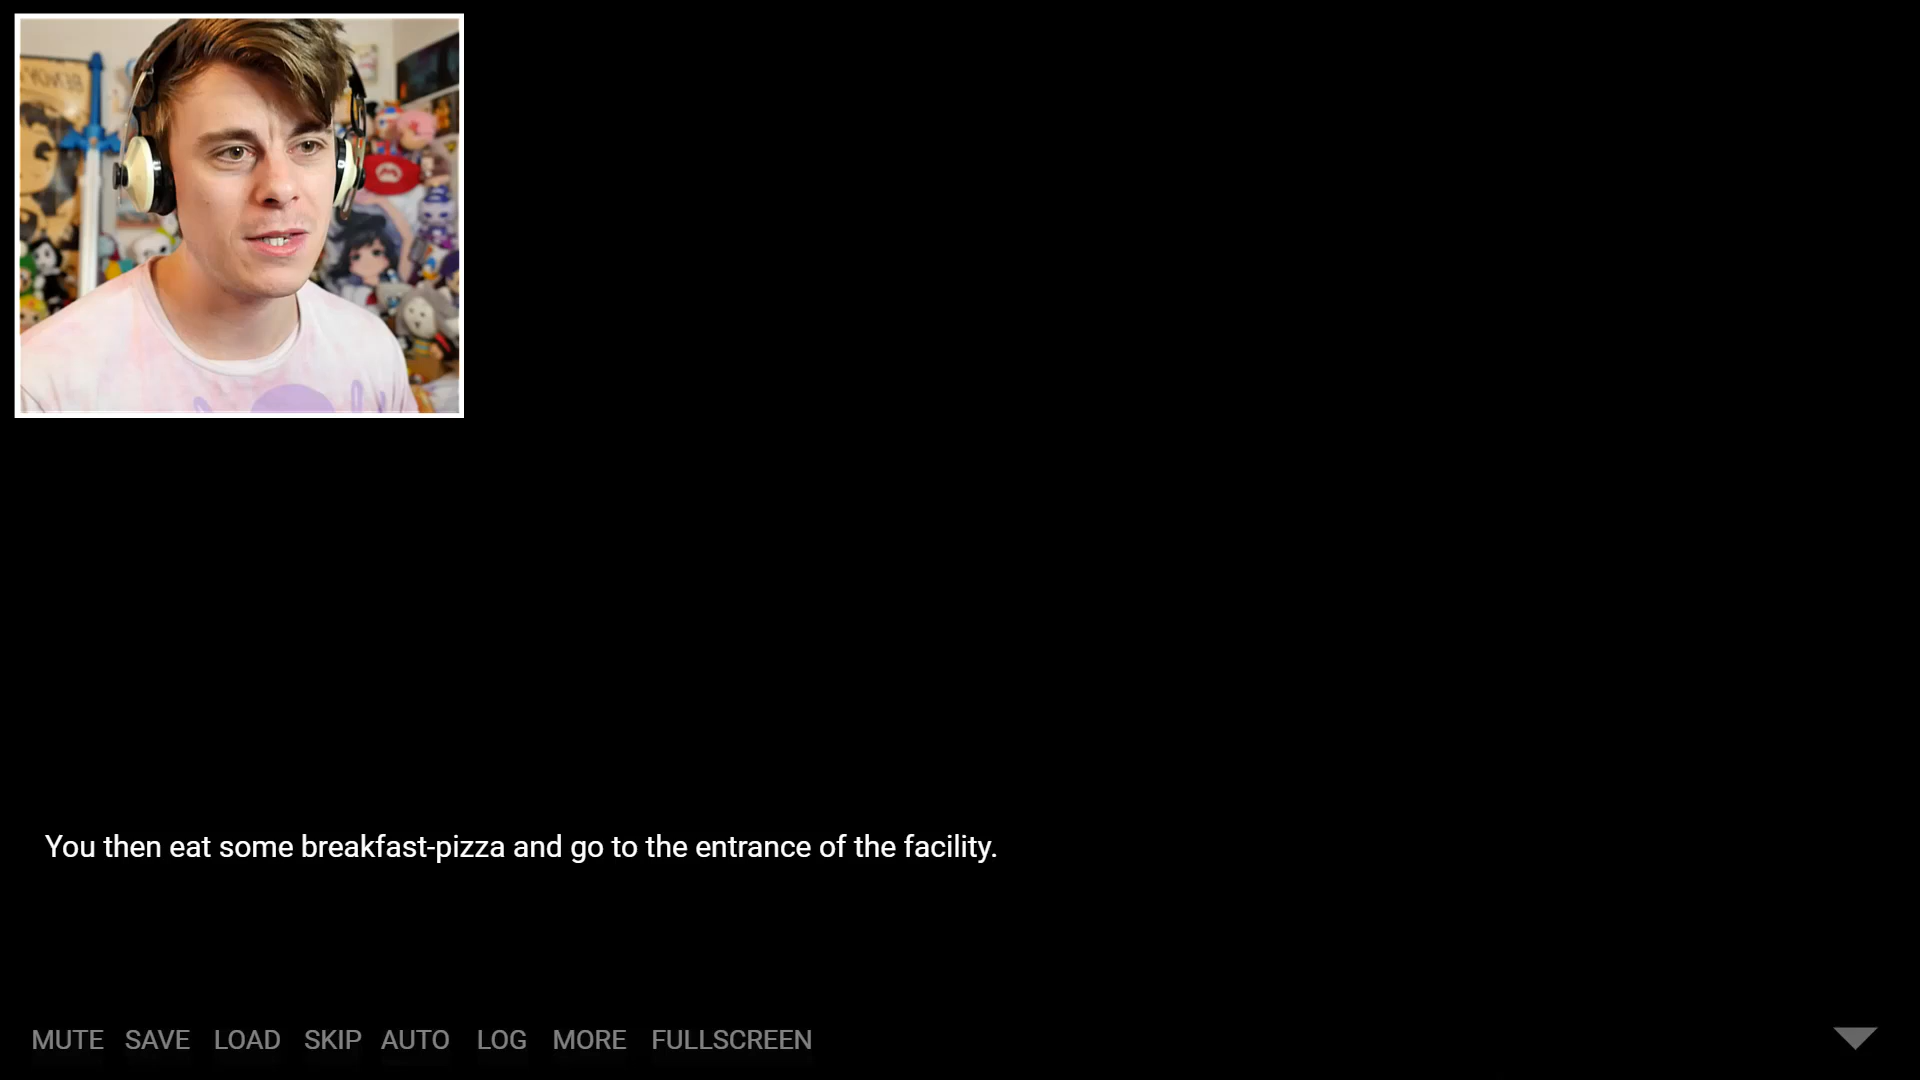 You then eat some breakfast-pizza and go to the entrance of the facility.
MUTE SAVE LOAD SKIP AUTO LOG MORE FULLSCREEN